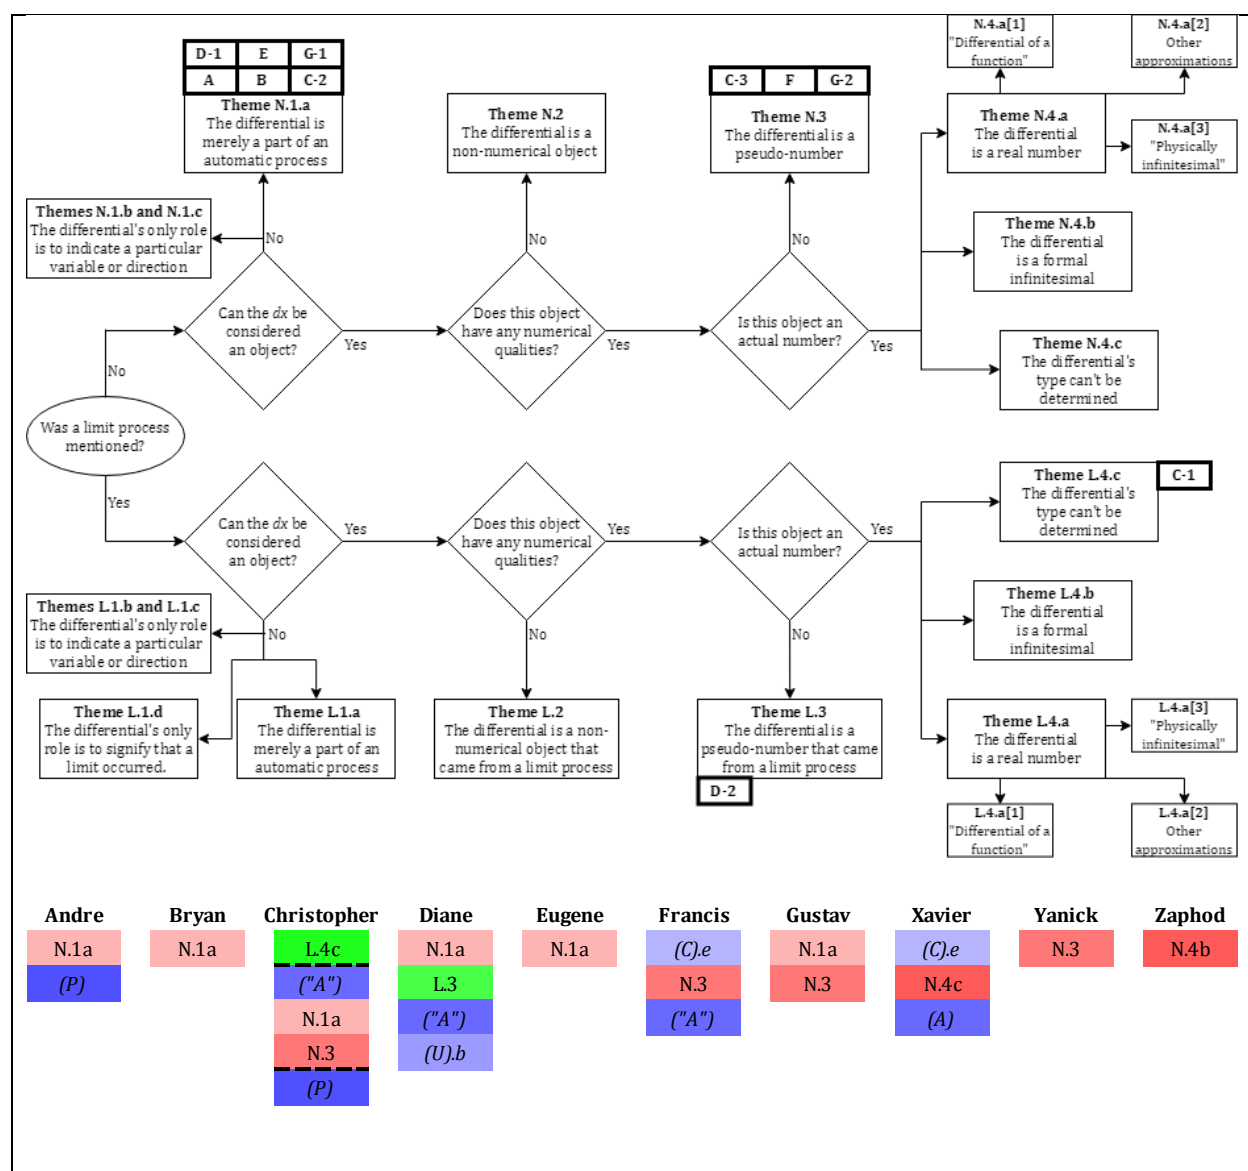 N.4.a[1]
"Differential of a
function"
N.4.a[2]
Other
approximations
D-1 E G-1
A B C-2
Theme N.1.a
The differential is
merely a part of an
automatic process
Theme N.2
The differential is a
non-numerical object
C-3 F G-2
Theme N.3
The differential is a
pseudo-number
Theme N.4.a
The differential
is a real number
N.4.a[3]
"Physically
infinitesimal"
Themes N.1.b and N.1.c
The differential's only role
is to indicate a particular
variable or direction
No
No
No
Theme N.4.b
The differential
is a formal
infinitesimal
Can the dx be
considered
an object?
Yes
Does this object
have any numerical
qualities?
Yes
Is this object an
actual number?
Yes
Theme N.4.c
The differential's
type can't be
determined
No
Was a limit process
mentioned?
Yes
Can the dx be
considered
an object?
Yes
Does this object
have any numerical
qualities?
Yes
Is this object an
actual number?
Yes
Theme L.4.c
The differential's
type can't be
determined
C-1
Themes L.1.b and L.1.c
The differential's only role
is to indicate a particular
variable or direction
No
No
No
Theme L.4.b
The differential
is a formal
infinitesimal
Theme L.1.d
The differential's only
role is to signify that a
limit occurred.
Theme L.1.a
The differential is
merely a part of an
automatic process
Theme L.2
The differential is a non-
numerical object that
came from a limit process
Theme L.3
The differential is a
pseudo-number that came
from a limit process
D-2
Theme L.4.a
The differential
is a real number
L.4.a[3]
"Physically
infinitesimal"
L.4.a[1]
"Differential of a
function"
L.4.a[2]
Other
approximations
Andre Bryan Christopher Diane Eugene Francis Gustav Xavier Yanick Zaphod
N.1a N.1a L.4c N.1a N.1a (C).e N.1a (C).e N.3 N.4b
(P) ("A") L.3 N.3 N.3 N.4c
N.1a ("A") ("A") (A)
N.3 (U).b
(P)